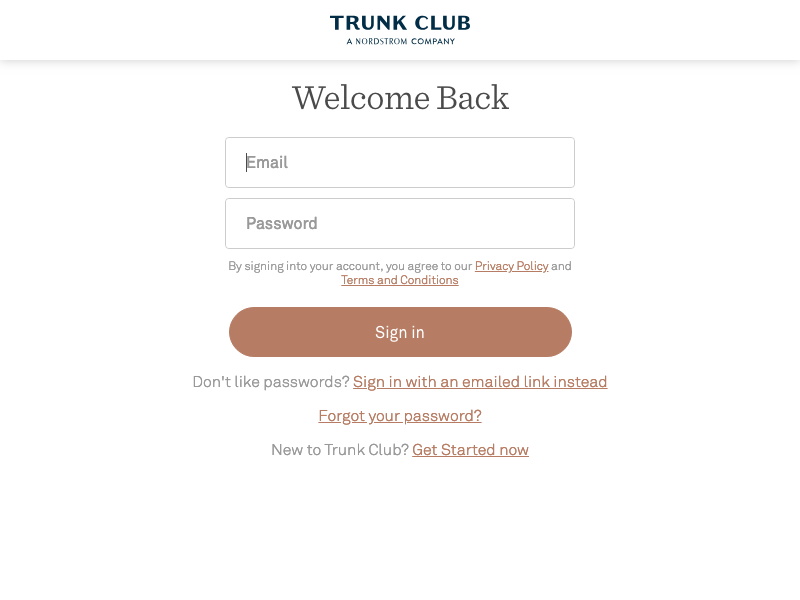 TRUNK CLUB
A NORDSTROM COMPANY
Welcome Back
Email
Password
By signing into your account, you agree to our Privacy Policy and
Terms and Conditions
Sign in
Don't like passwords? Sign in with an emailed link instead
Forgot your password?
New to Trunk Club? Get Started now